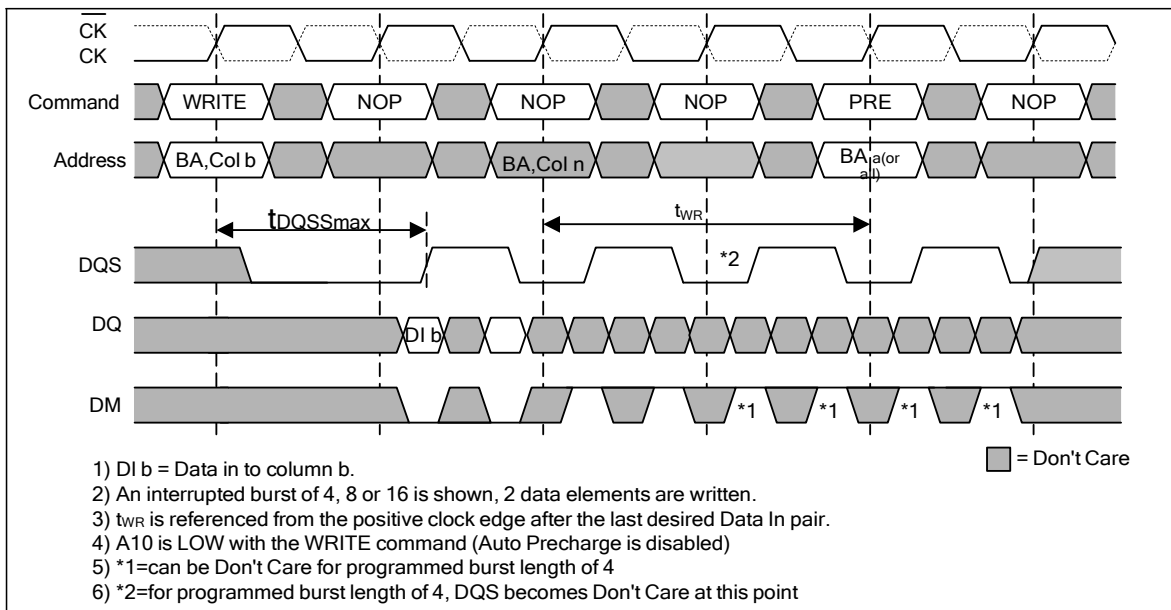 CK
CK
Command WRITE NOP NOP NOP PRE NOP
Address BA,Col b BA,Col n BA a(or all)
tDQSSmax tWR
DQS *2
DQ DI b
DM *1 *1 *1 *1
= Don't Care
1) DI b = Data in to column b.
2) An interrupted burst of 4, 8 or 16 is shown, 2 data elements are written.
3) tWR is referenced from the positive clock edge after the last desired Data In pair.
4) A10 is LOW with the WRITE command (Auto Precharge is disabled)
5) *1=can be Don't Care for programmed burst length of 4
6) *2=for programmed burst length of 4, DQS becomes Don't Care at this point